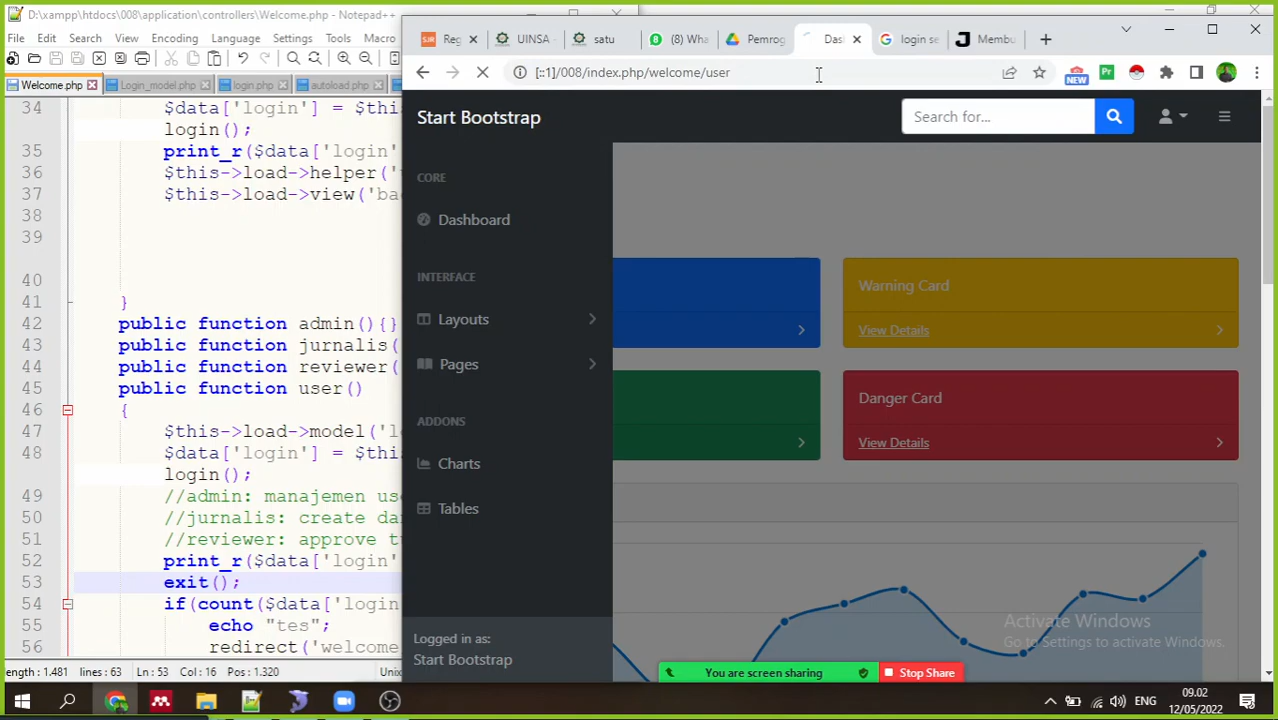 D:\xampp\htdocs\008\application\controllers\Welcome.php - Notepad++
File Edit Search View Encoding Language Settings Tools Macro
Welcome.php Login_model.php login.php autoload.php
34 $data['login'] = $thi
login();
35 print_r($data['login'
36 $this->load->helper('
37 $this->load->view('ba
38
39
40
41 }
42 public function admin(){}
43 public function jurnalis(
44 public function reviewer(
45 public function user()
46 {
47 $this->load->model('l
48 $data['login'] = $thi
login();
49 //admin: manajemen us
50 //jurnalis: create da
51 //reviewer: approve t
52 print_r($data['login'
53 exit();
54 if(count($data['login
55 echo "tes";
56 redirect('welcome
ength : 1.481 lines : 63 Ln : 53 Col : 16 Pos : 1.320 Unix
SJR Reg UINSA satu (8) Wha Pemrog Das login se Membu
[::1]/008/index.php/welcome/user
NEW
Pr
Start Bootstrap
Search for...
CORE
Dashboard
INTERFACE
Layouts
Pages
ADDONS
Charts
Tables
Logged in as:
Start Bootstrap
Warning Card
View Details
Danger Card
View Details
Activate Windows
Go to Settings to activate Windows.
You are screen sharing Stop Share
ENG
09.02
12/05/2022